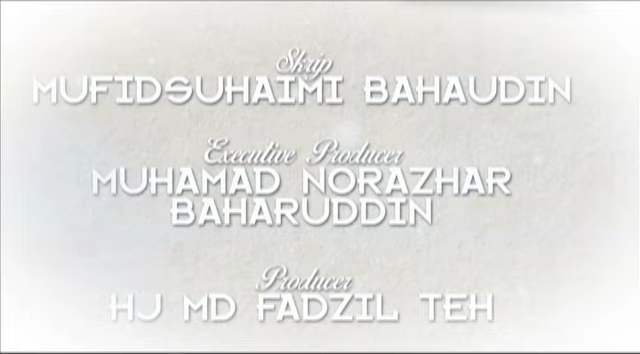 Skrip
MUFIDSUHAIMI BAHAUDIN
Executive Producer
MUHAMAD NORAZHAR
BAHARUDDIN
Producer
HJ MD FADZIL TEH